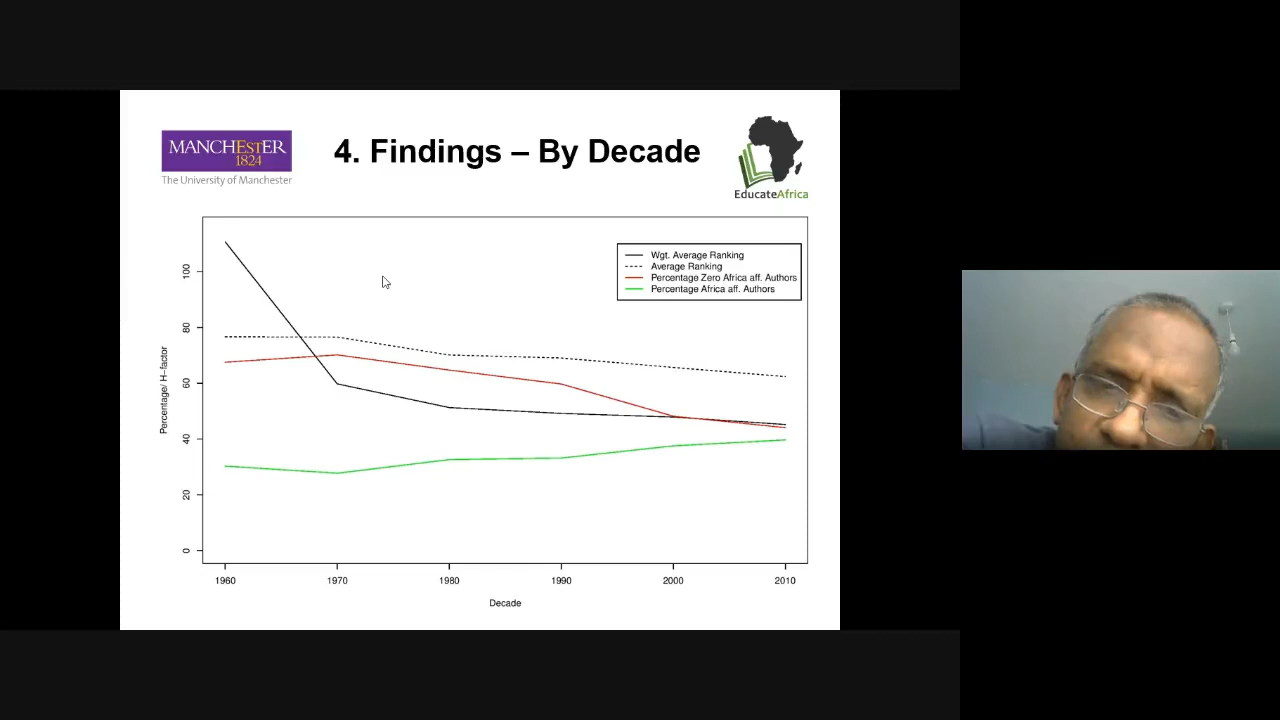 MANCHESTER
1824
The University of Manchester
4. Findings – By Decade
EducateAfrica
Wgt. Average Ranking
Average Ranking
Percentage Zero Africa aff. Authors
Percentage Africa aff. Authors
Percentage/ H−factor
100
80
60
40
20
0
1960 1970 1980 1990 2000 2010
Decade